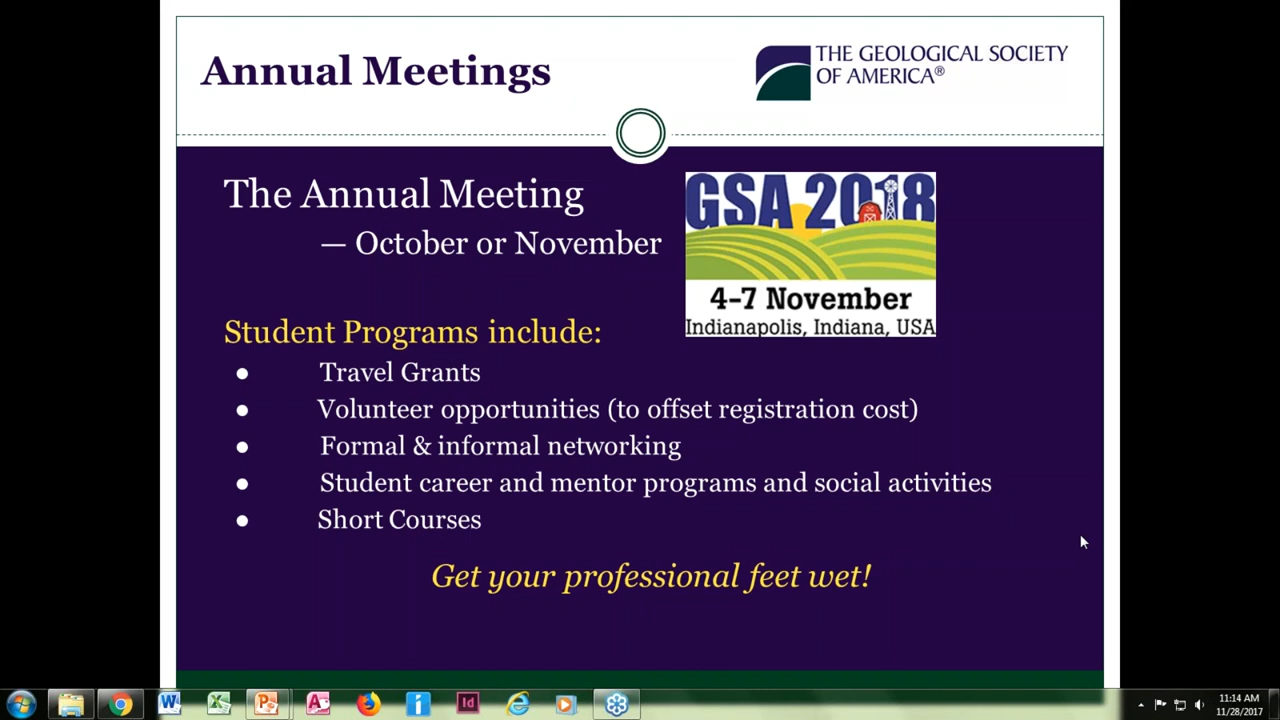 Annual Meetings
THE GEOLOGICAL SOCIETY
OF AMERICA®
The Annual Meeting
— October or November
GSA 2018
4–7 November
Indianapolis, Indiana, USA
Student Programs include:
● Travel Grants
● Volunteer opportunities (to offset registration cost)
● Formal & informal networking
● Student career and mentor programs and social activities
● Short Courses
Get your professional feet wet!
11:14 AM
11/28/2017